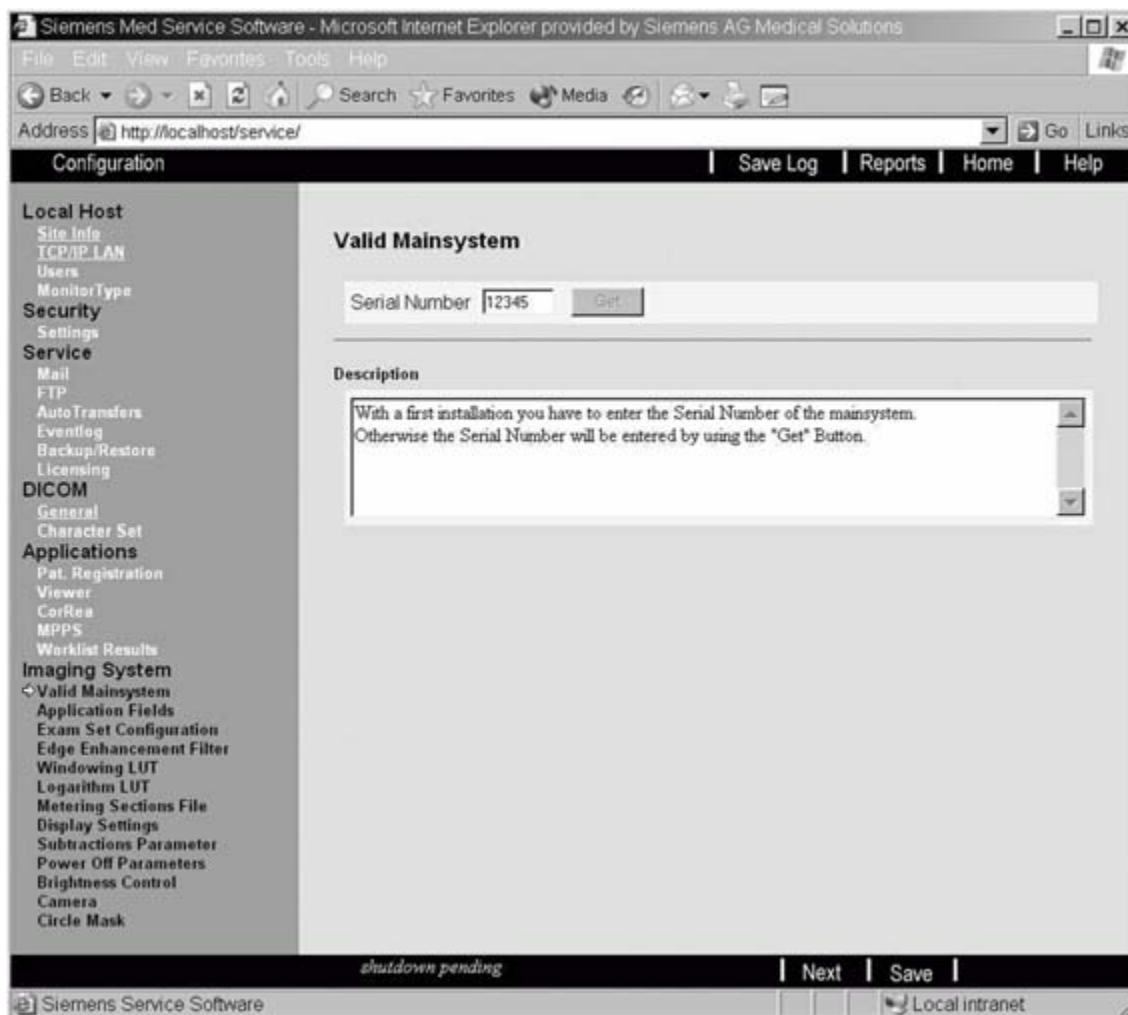 Siemens Med Service Software - Microsoft Internet Explorer provided by Siemens AG Medical Solutions
File Edit View Favorites Tools Help
Back Search Favorites Media
Address http://localhost/service/ Go Links
Configuration Save Log Reports Home Help
Local Host
Site Info
TCP/IP LAN
Users
MonitorType
Security
Settings
Service
Mail
FTP
AutoTransfers
Eventlog
Backup/Restore
Licensing
DICOM
General
Character Set
Applications
Pat. Registration
Viewer
CorRea
MPPS
Worklist Results
Imaging System
Valid Mainsystem
Application Fields
Exam Set Configuration
Edge Enhancement Filter
Windowing LUT
Logarithm LUT
Metering Sections File
Display Settings
Subtractions Parameter
Power Off Parameters
Brightness Control
Camera
Circle Mask
Valid Mainsystem
Serial Number 12345 Get
Description
With a first installation you have to enter the Serial Number of the mainsystem.
Otherwise the Serial Number will be entered by using the "Get" Button.
shutdown pending Next Save
Siemens Service Software Local intranet